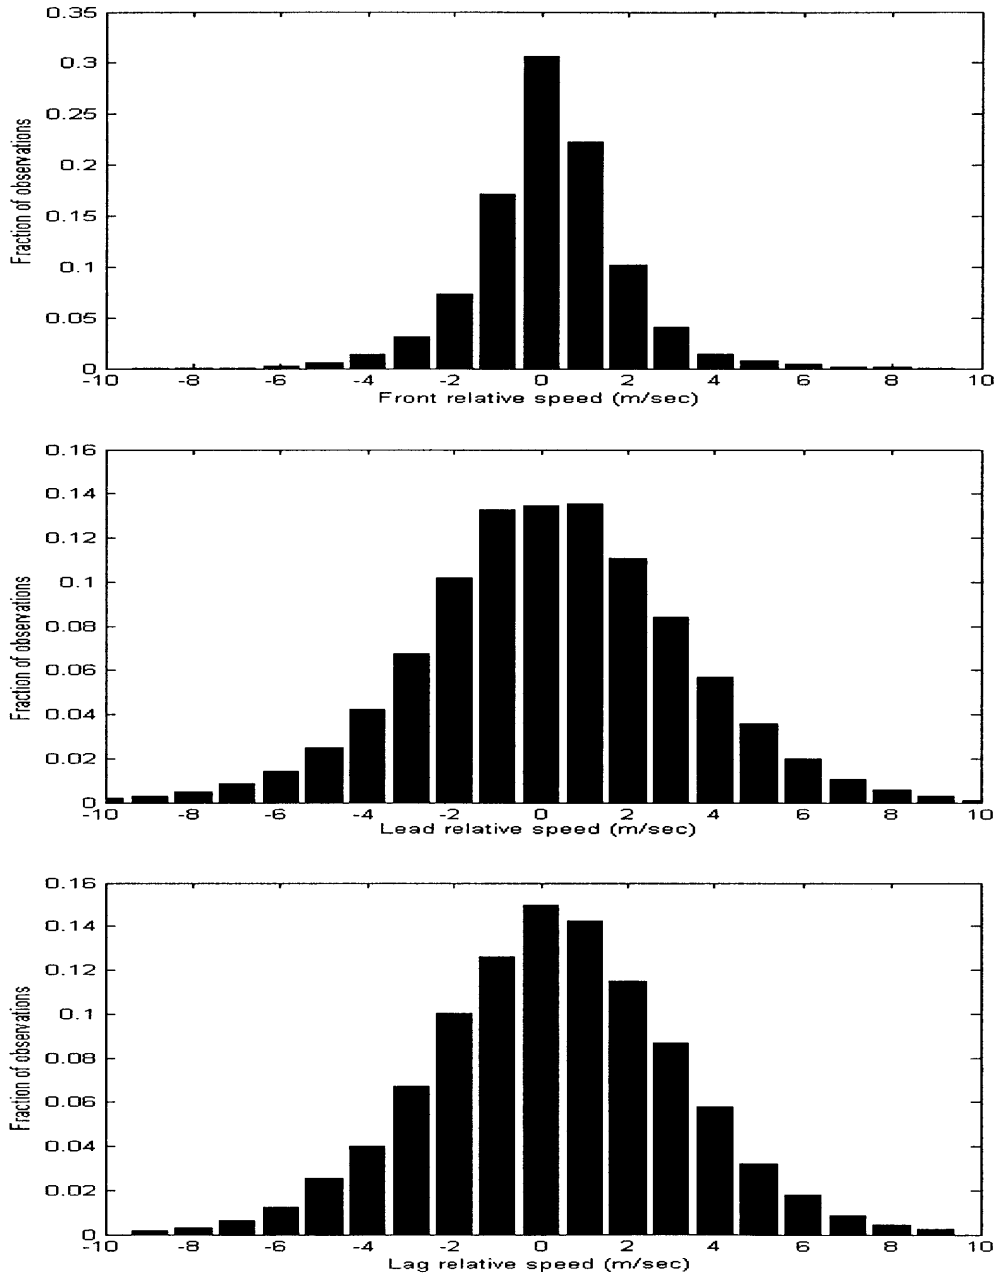 0.35
0.3
0.25
0.2
0.15
0.1
0.05
0
Fraction of observations
-10 -8 -6 -4 -2 0 2 4 6 8 10
Front relative speed (m/sec)
0.16
0.14
0.12
0.1
0.08
0.06
0.04
0.02
0
Fraction of observations
-10 -8 -6 -4 -2 0 2 4 6 8 10
Lead relative speed (m/sec)
0.16
0.14
0.12
0.1
0.08
0.06
0.04
0.02
0
Fraction of observations
-10 -8 -6 -4 -2 0 2 4 6 8 10
Lag relative speed (m/sec)